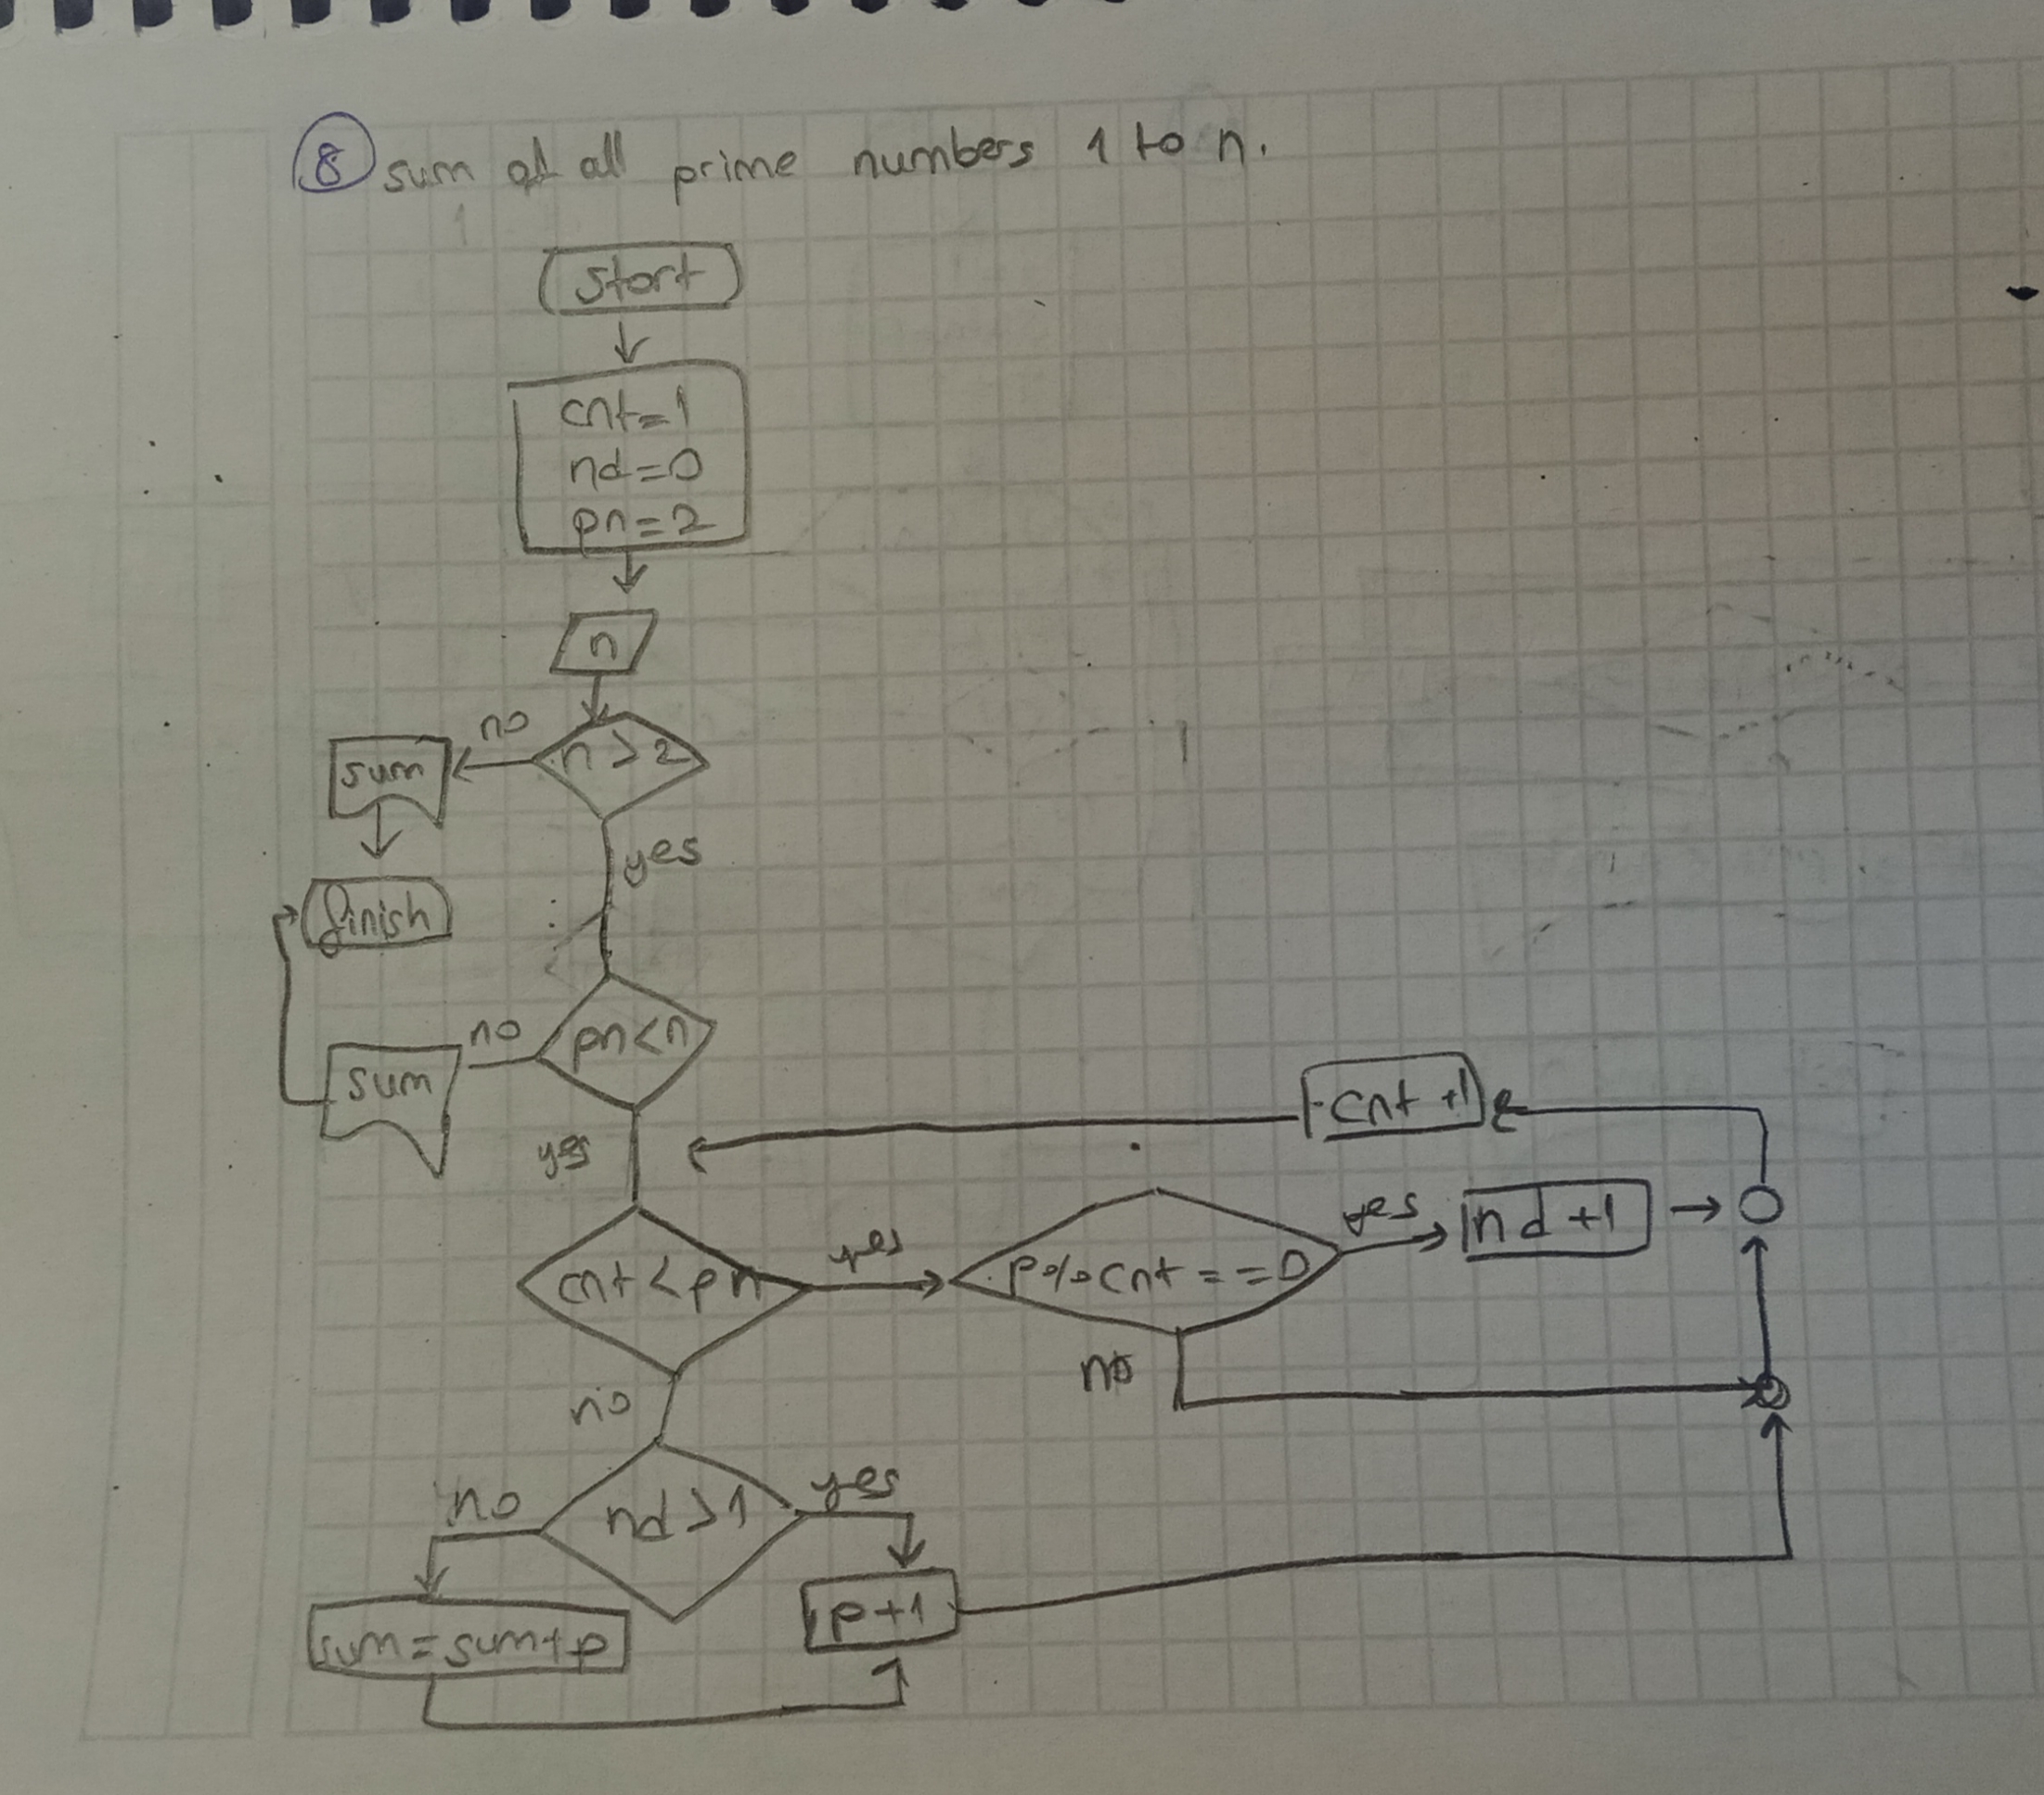 8 sum of all prime numbers 1 to n.
start
cnt=1
nd=0
pn=2
n
n>2
no
sum
finish
yes
pn<n
no
sum
yes
cnt+1
cnt<pn
yes
p%cnt==0
yes
nd+1
no
no
nd>1
no
yes
sum=sum+p
p+1